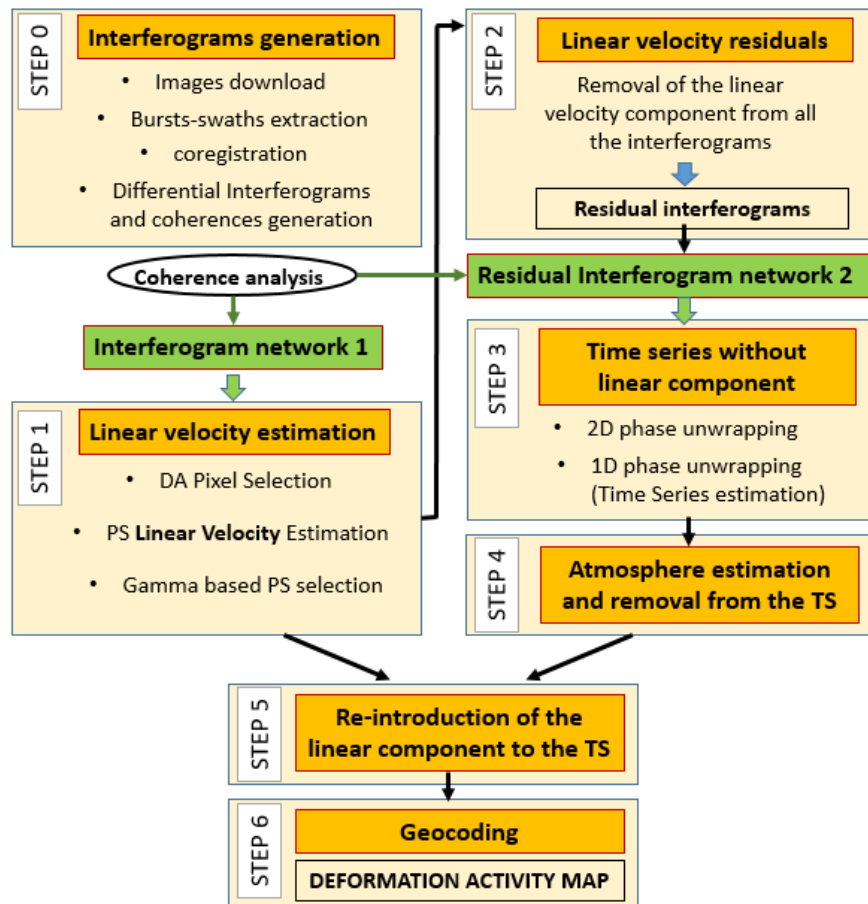 STEP 0
Interferograms generation
• Images download
• Bursts-swaths extraction
• coregistration
• Differential Interferograms
and coherences generation
Coherence analysis
Interferogram network 1
STEP 1
Linear velocity estimation
• DA Pixel Selection
• PS Linear Velocity Estimation
• Gamma based PS selection
STEP 2
Linear velocity residuals
Removal of the linear
velocity component from all
the interferograms
Residual interferograms
Residual Interferogram network 2
STEP 3
Time series without
linear component
• 2D phase unwrapping
• 1D phase unwrapping
(Time Series estimation)
STEP 4
Atmosphere estimation
and removal from the TS
STEP 5
Re-introduction of the
linear component to the TS
STEP 6
Geocoding
DEFORMATION ACTIVITY MAP